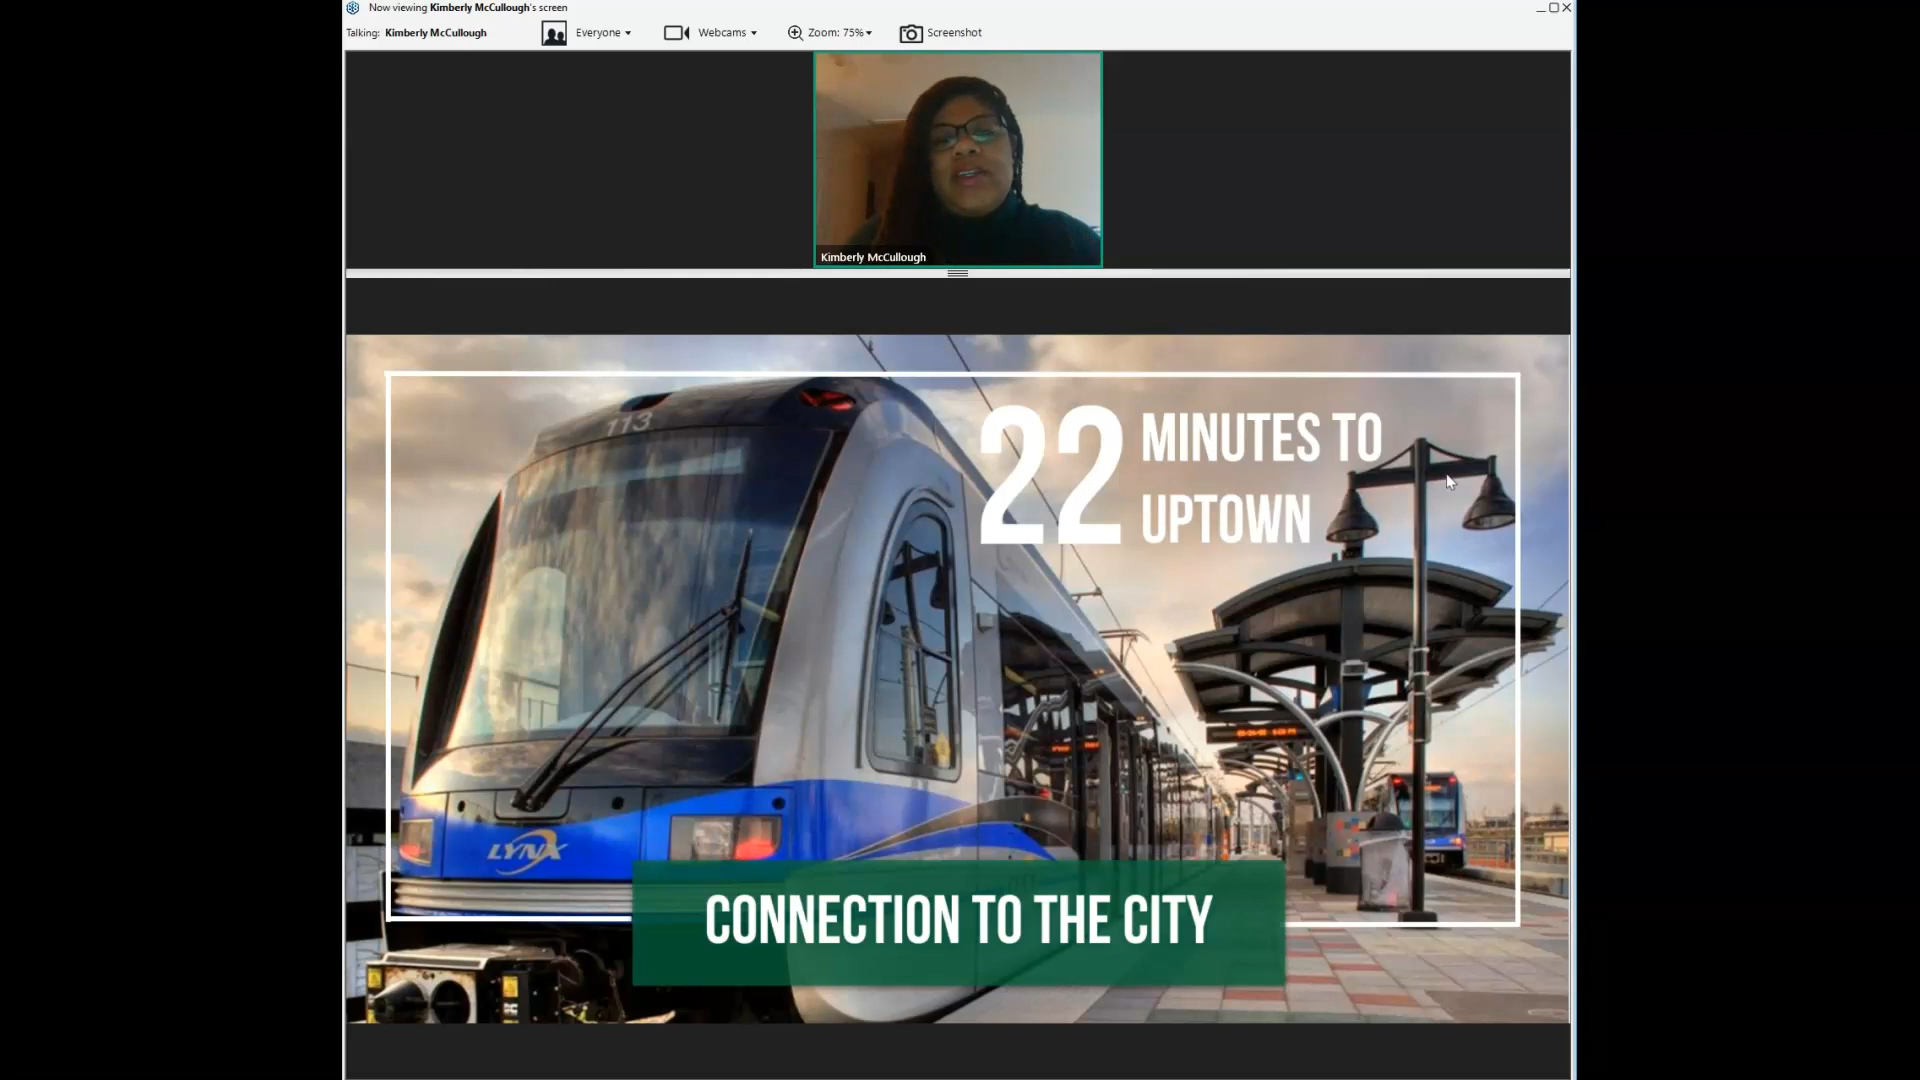 Now viewing Kimberly McCullough's screen
Talking: Kimberly McCullough
Everyone
Webcams
Zoom: 75%
Screenshot
Kimberly McCullough
113
22 MINUTES TO
UPTOWN
LYNX
CONNECTION TO THE CITY